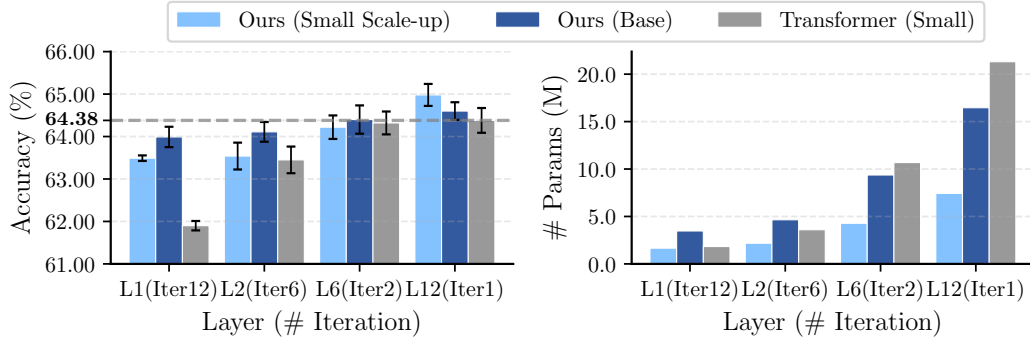 Ours (Small Scale-up) Ours (Base) Transformer (Small)
Accuracy (%)
66.00
65.00
64.38
64.00
63.00
62.00
61.00
L1(Iter12) L2(Iter6) L6(Iter2) L12(Iter1)
Layer (# Iteration)
# Params (M)
20.0
15.0
10.0
5.0
0.0
L1(Iter12) L2(Iter6) L6(Iter2) L12(Iter1)
Layer (# Iteration)